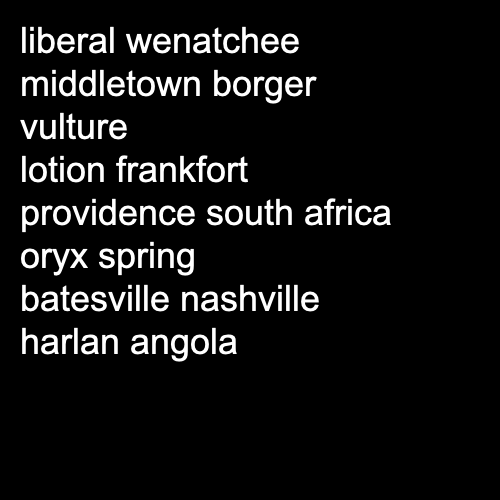 liberal wenatchee
middletown borger
vulture
lotion frankfort
providence south africa
oryx spring
batesville nashville
harlan angola